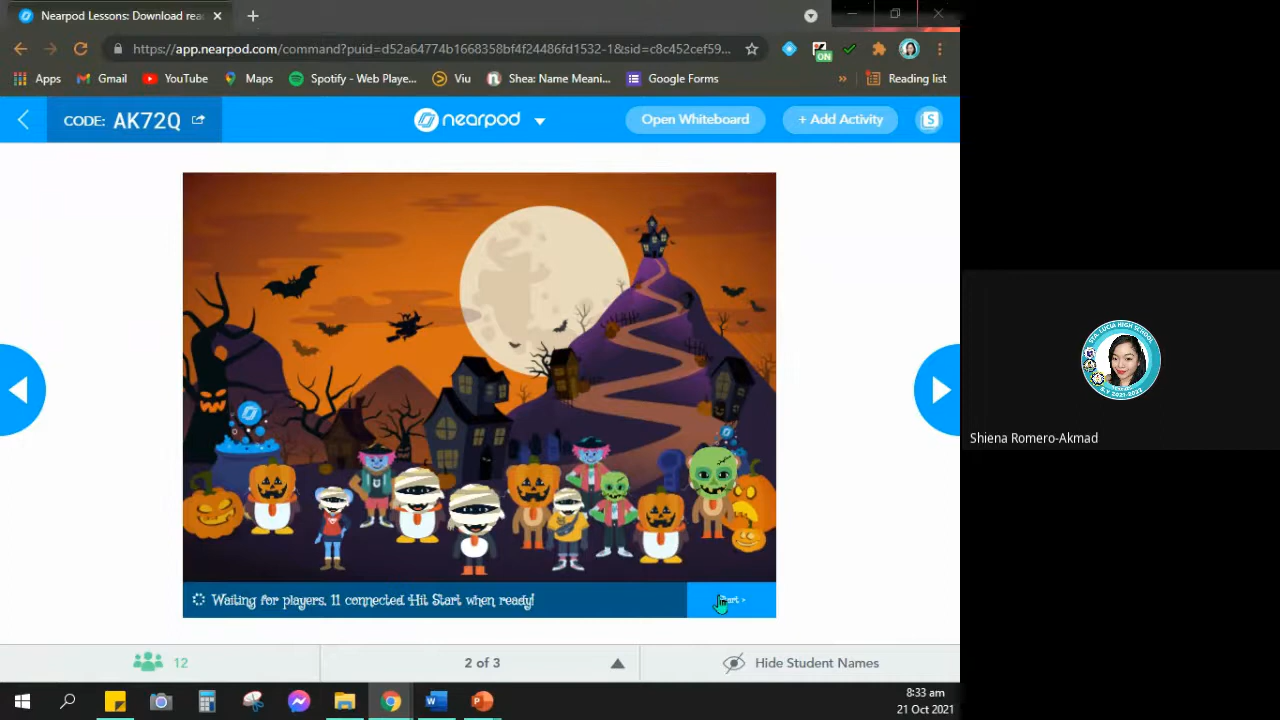 Nearpod Lessons: Download rea
https://app.nearpod.com/command?puid=d52a64774b1668358bf4f24486fd1532-1&sid=c8c452cef59...
ON
Apps
Gmail
YouTube
Maps
Spotify - Web Playe...
Viu
Shea: Name Meani...
Google Forms
»
Reading list
CODE: AK72Q
nearpod
Open Whiteboard
+ Add Activity
S
Waiting for players. 11 connected. Hit Start when ready!
12
2 of 3
Hide Student Names
Shiena Romero-Akmad
8:33 am
21 Oct 2021